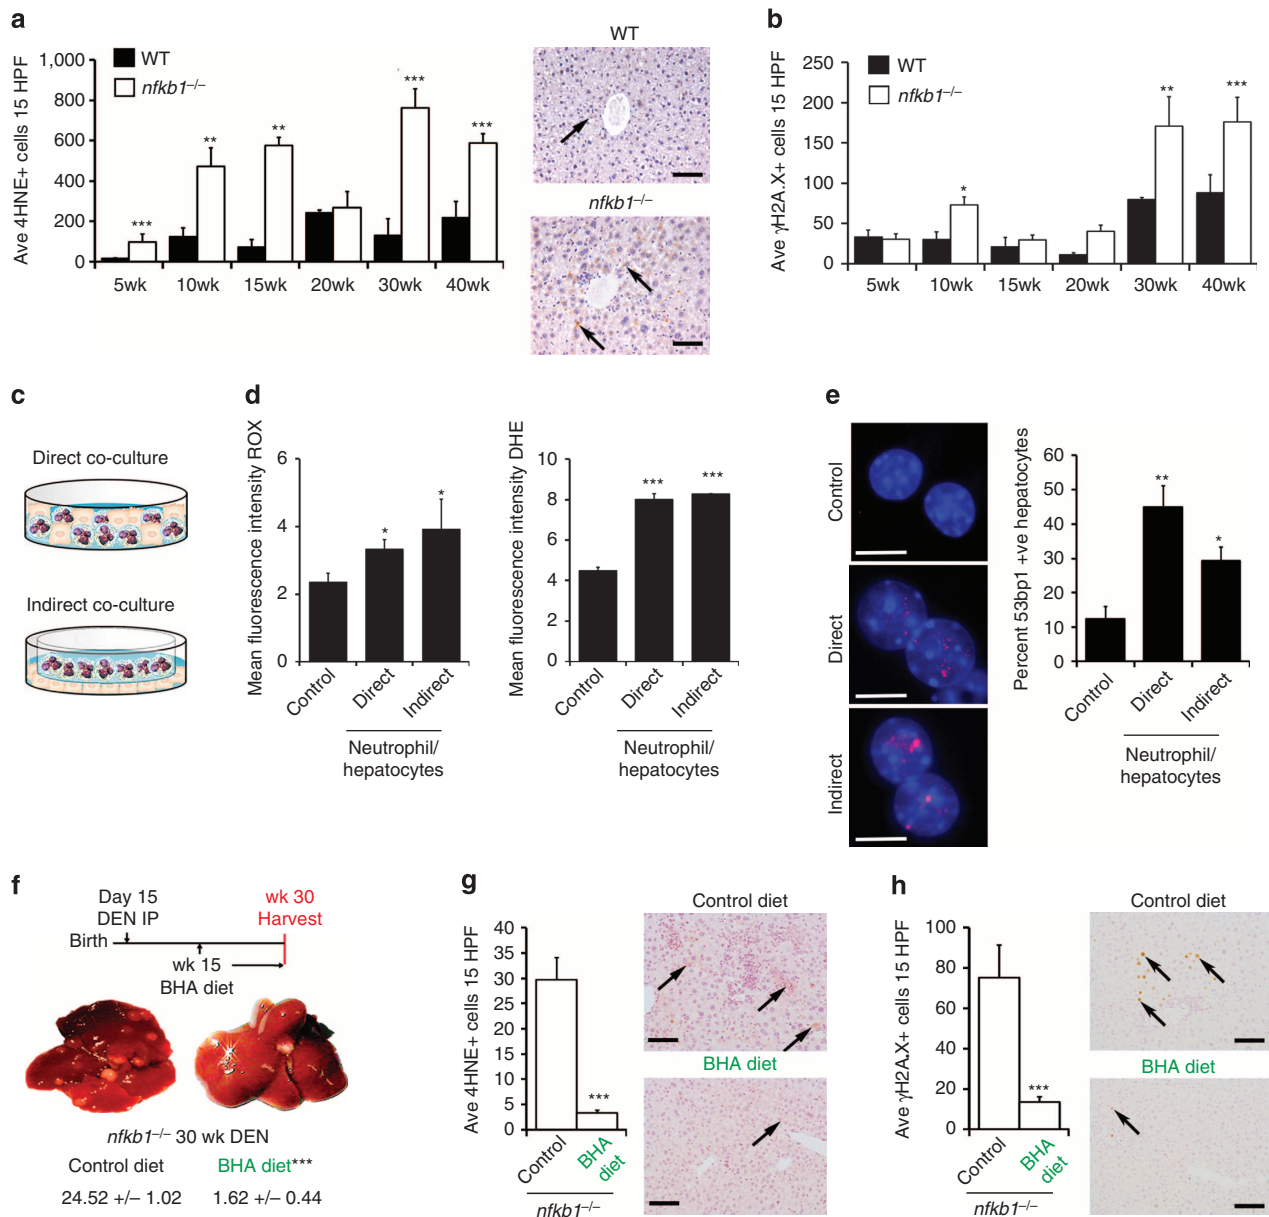 a
Ave 4HNE+ cells 15 HPF
1,000
800
600
400
200
0
WT
nfkb1–/–
***
**
**
***
***
5wk 10wk 15wk 20wk 30wk 40wk
WT
nfkb1–/–
b
Ave γH2A.X+ cells 15 HPF
250
200
150
100
50
0
WT
nfkb1–/–
*
**
***
5wk 10wk 15wk 20wk 30wk 40wk
c
Direct co-culture
Indirect co-culture
d
Mean fluorescence intensity ROX
6
4
2
0
*
*
Control Direct Indirect
Neutrophil/
hepatocytes
Mean fluorescence intensity DHE
10
8
6
4
2
0
***
***
Control Direct Indirect
Neutrophil/
hepatocytes
e
Control
Direct
Indirect
Percent 53bp1 +ve hepatocytes
60
50
40
30
20
10
0
**
*
Control Direct Indirect
Neutrophil/
hepatocytes
f
Day 15
DEN IP
wk 30
Harvest
Birth
wk 15
BHA diet
nfkb1–/– 30 wk DEN
Control diet BHA diet***
24.52 +/– 1.02 1.62 +/– 0.44
g
Ave 4HNE+ cells 15 HPF
40
35
30
25
20
15
10
5
0
***
Control BHA diet
nfkb1–/–
Control diet
BHA diet
h
Ave γH2A.X+ cells 15 HPF
100
80
60
40
20
0
***
Control BHA diet
nfkb1–/–
Control diet
BHA diet